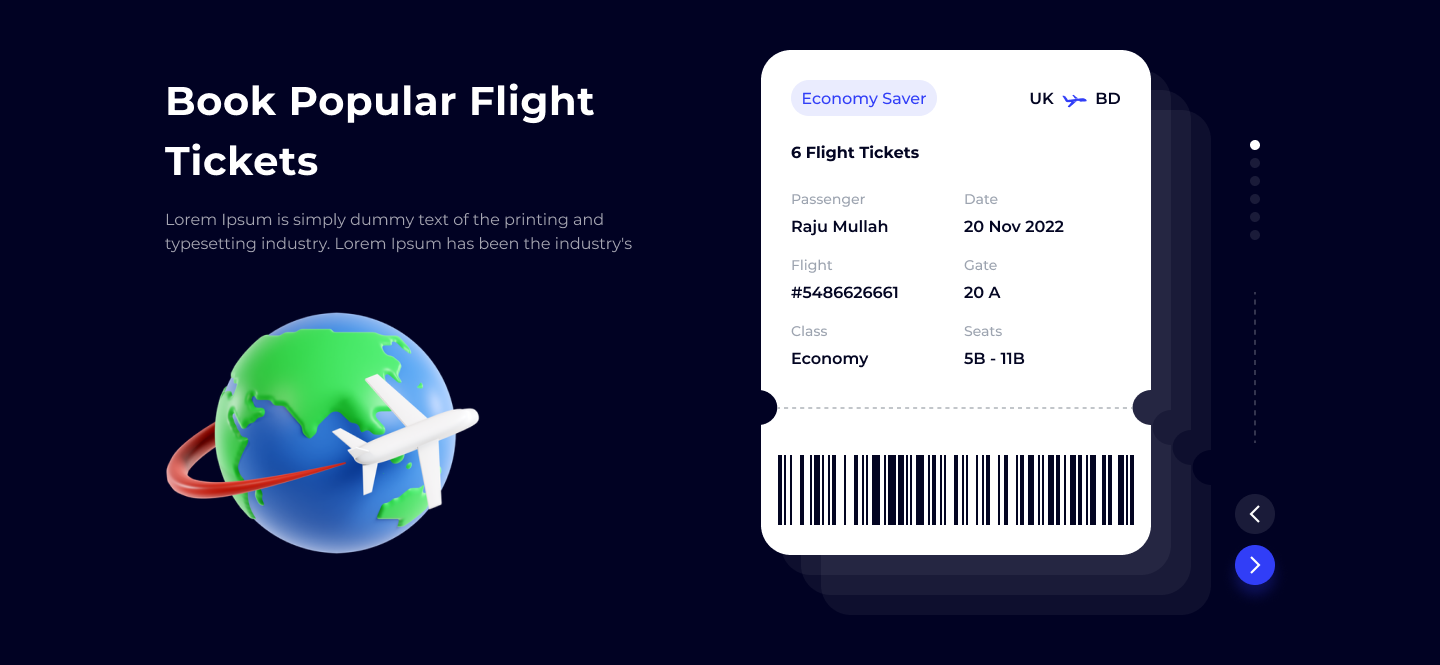 Book Popular Flight
Tickets
Lorem Ipsum is simply dummy text of the printing and
typesetting industry. Lorem Ipsum has been the industry's
Economy Saver
UK BD
6 Flight Tickets
Passenger Date
Raju Mullah 20 Nov 2022
Flight Gate
#5486626661 20 A
Class Seats
Economy 5B - 11B